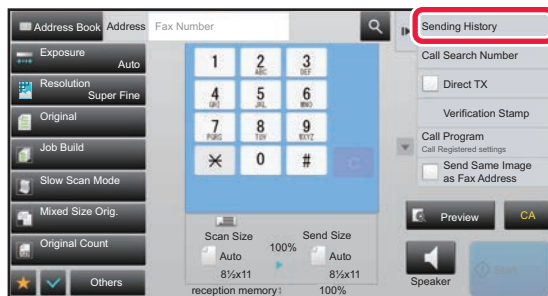 Address Book Address Fax Number
Sending History
Exposure
Auto
Call Search Number
Resolution
Super Fine
Direct TX
Original
Verification Stamp
Job Build
Call Program
Call Registered settings
Slow Scan Mode
Send Same Image
as Fax Address
Mixed Size Orig.
Original Count
Others
1
2
ABC
3
DEF
4
GHI
5
JKL
6
MNO
7
PQRS
8
TUV
9
WXYZ
0
#
C
Scan Size
100%
Send Size
Auto
Auto
8½x11
8½x11
reception memory:
100%
Preview
CA
Speaker
Start